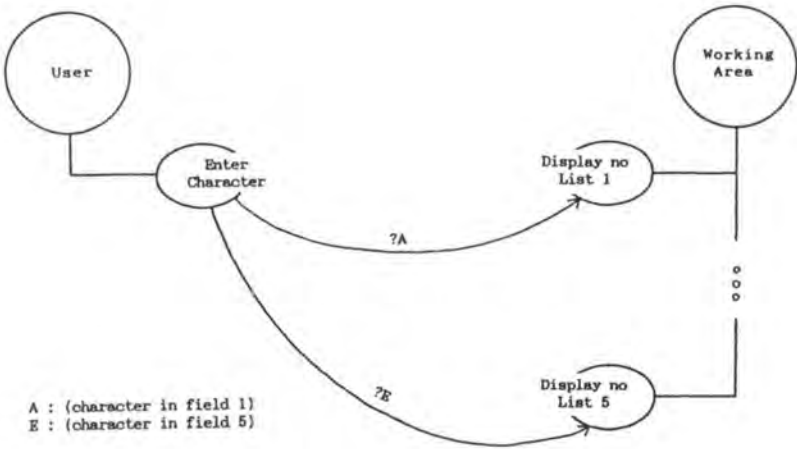 User
Working
Area
Enter
Character
Display no
List 1
?A
?E
Display no
List 5
A : (character in field 1)
E : (character in field 5)